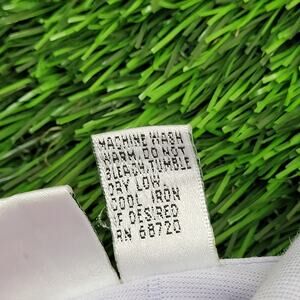 MACHINE WASH
WARM, DO NOT
BLEACH, TUMBLE
DRY LOW,
COOL IRON
IF DESIRED
RN 68720